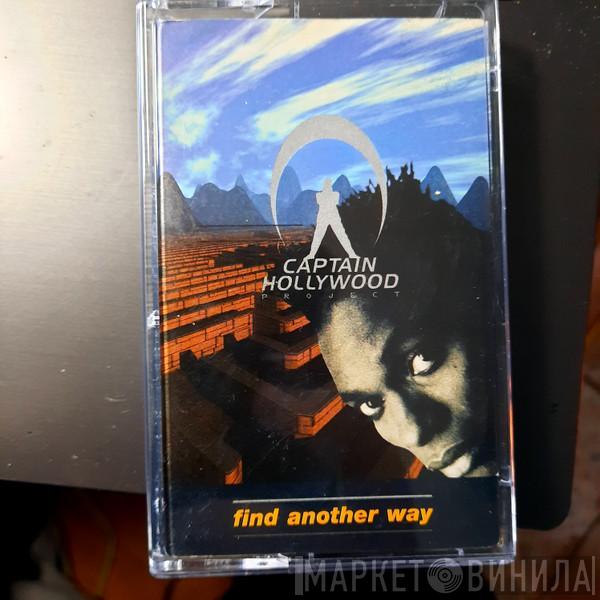 CAPTAIN
HOLLYWOOD
PROJECT
find another way
МАРКЕТ ВИНИЛА